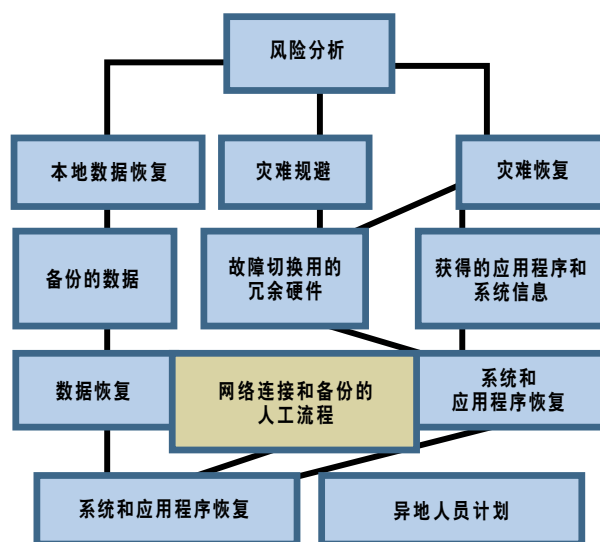 风险分析
本地数据恢复
灾难规避
灾难恢复
备份的数据
故障切换用的
冗余硬件
获得的应用程序和
系统信息
数据恢复
网络连接和备份的
人工流程
系统和
应用程序恢复
系统和应用程序恢复
异地人员计划